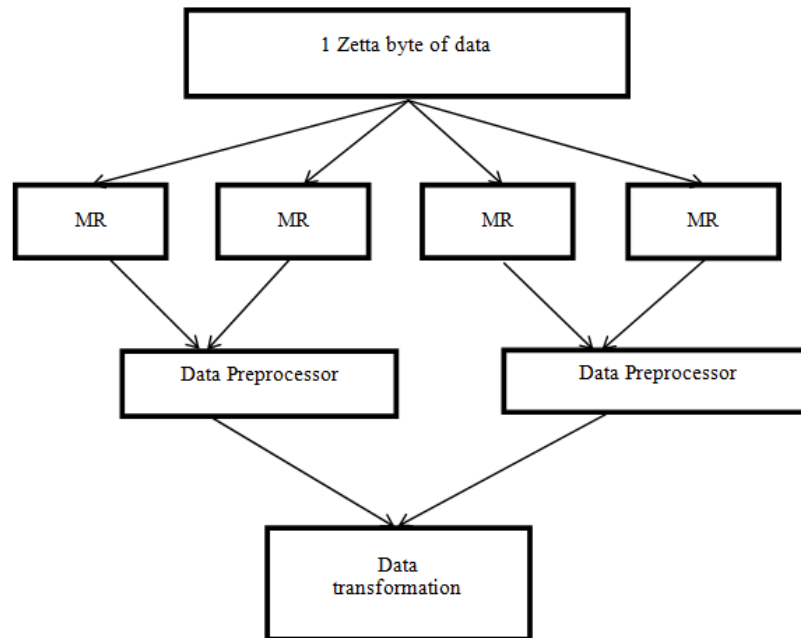 1 Zetta byte of data
MR
MR
MR
MR
Data Preprocessor
Data Preprocessor
Data
transformation